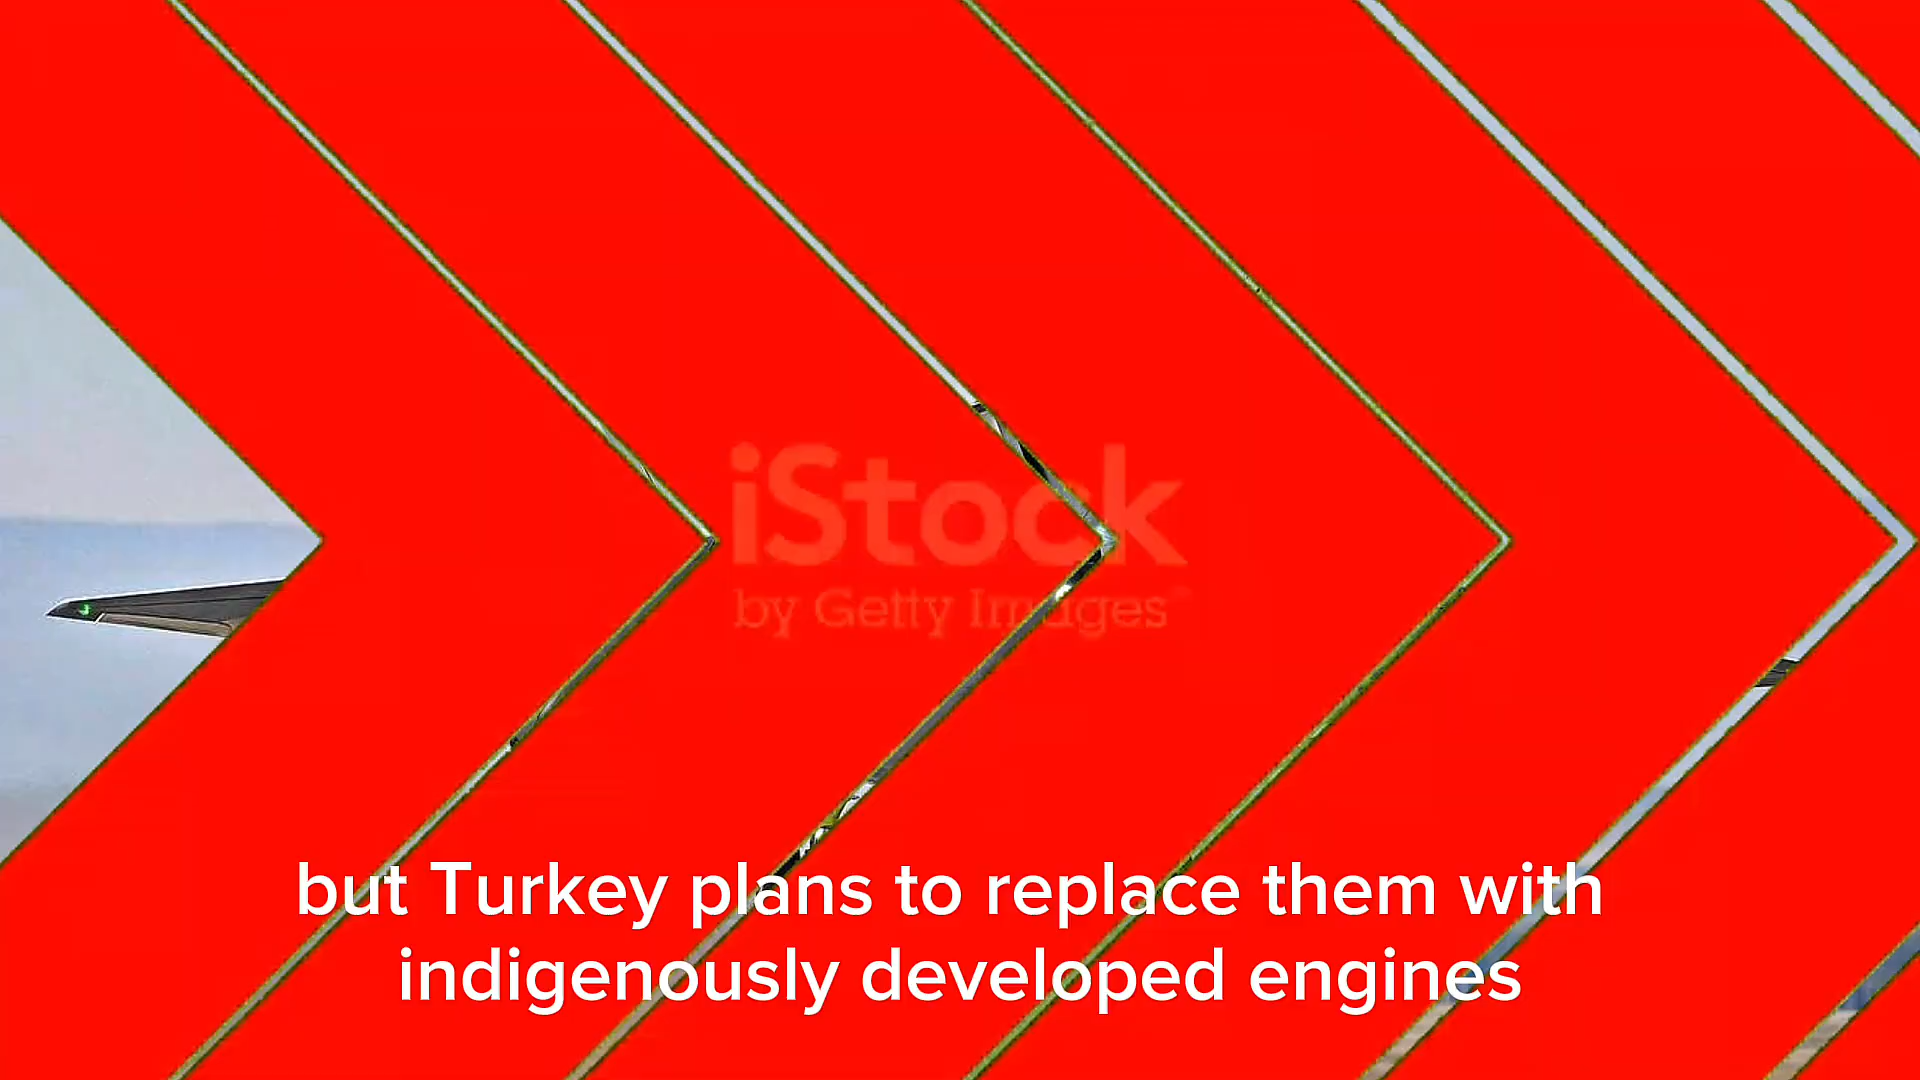 iStock
by Getty Images
but Turkey plans to replace them with
indigenously developed engines